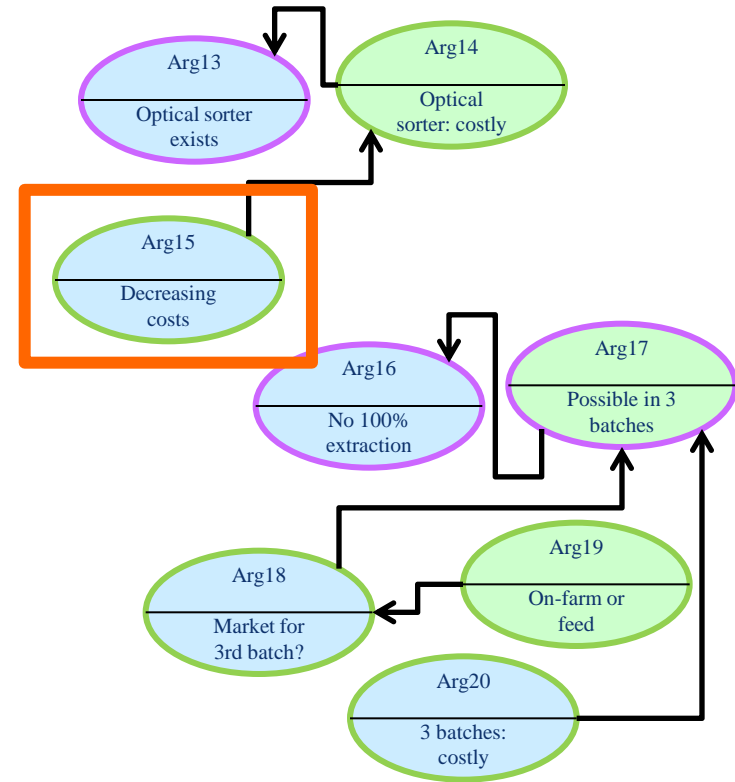 Arg13
Optical sorter
exists
Arg14
Optical
sorter: costly
Arg15
Decreasing
costs
Arg16
No 100%
extraction
Arg17
Possible in 3
batches
Arg18
Market for
3rd batch?
Arg19
On-farm or
feed
Arg20
3 batches:
costly